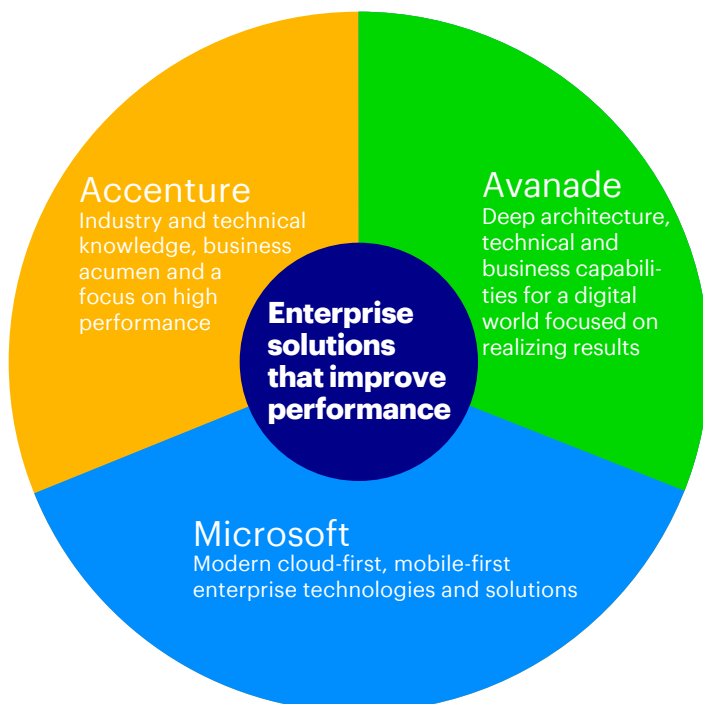 Accenture
Industry and technical
knowledge, business
acumen and a
focus on high
performance
Avanade
Deep architecture,
technical and
business capabili-
ties for a digital
world focused on
realizing results
Enterprise
solutions
that improve
performance
Microsoft
Modern cloud-first, mobile-first
enterprise technologies and solutions